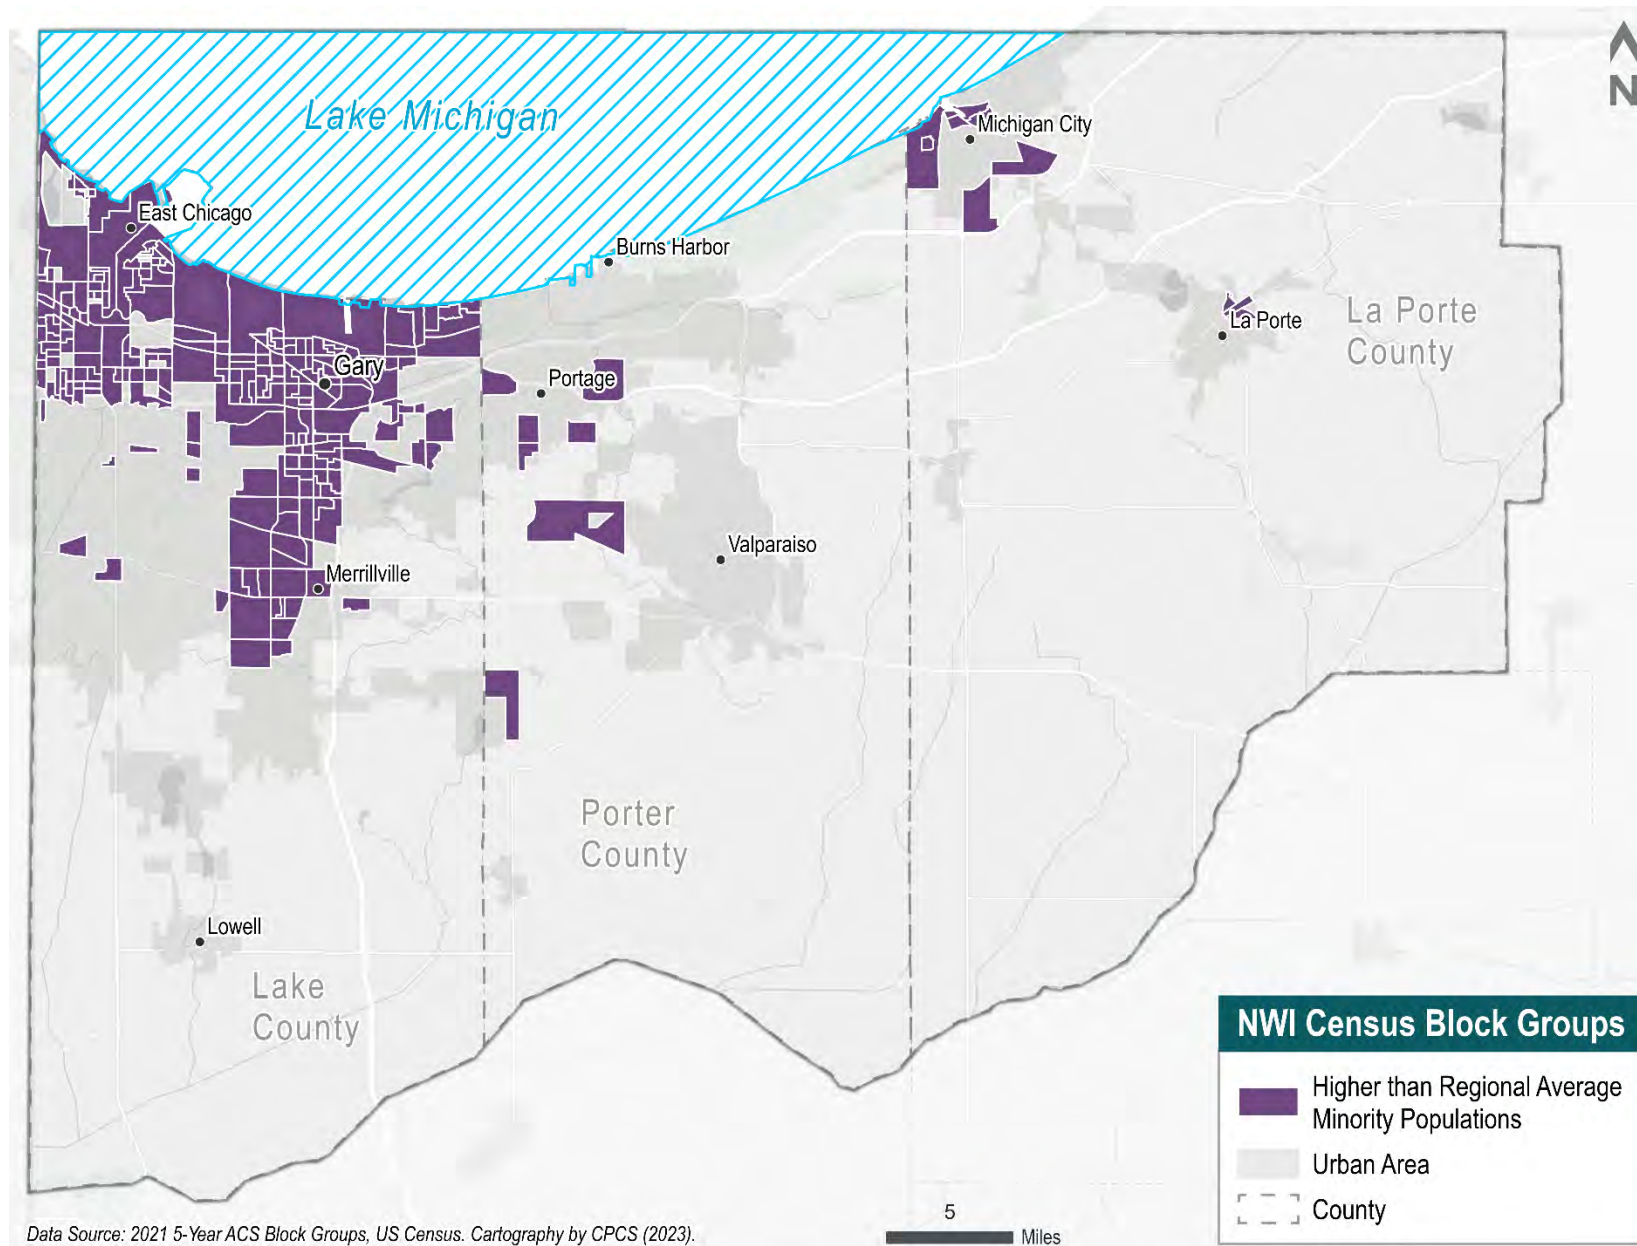 N
Lake Michigan
Michigan City
East Chicago
Burns Harbor
La Porte
La Porte
County
Gary
Portage
Valparaiso
Merrillville
Porter
County
Lowell
Lake
County
NWI Census Block Groups
Higher than Regional Average
Minority Populations
Urban Area
County
5
Miles
Data Source: 2021 5-Year ACS Block Groups, US Census. Cartography by CPCS (2023).